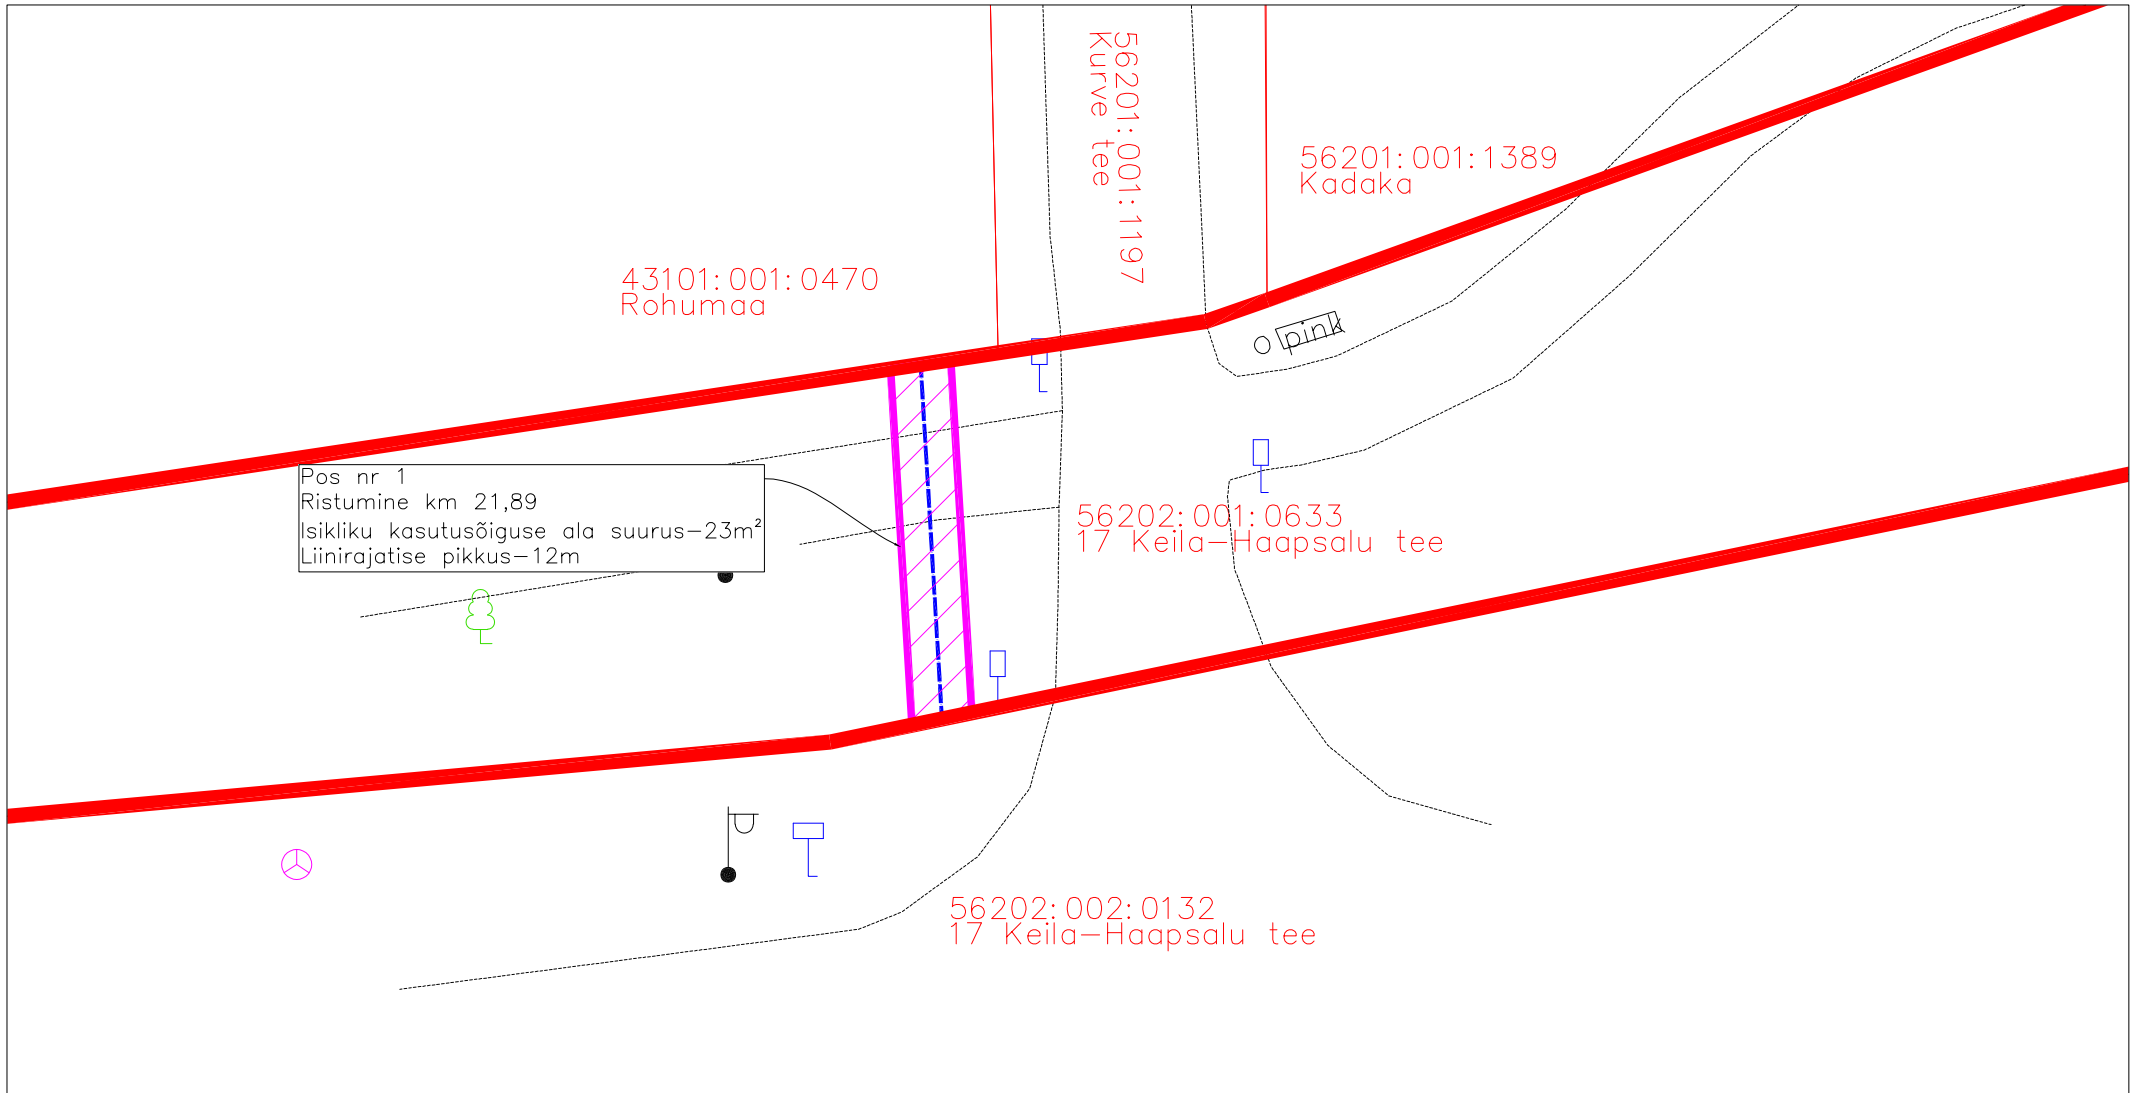 56201:001:1197
Kurve tee
56201:001:1389
Kadaka
43101:001:0470
Rohumaa
pink
Pos nr 1
Ristumine km 21,89
Isikliku kasutusõiguse ala suurus-23m²
Liinirajatise pikkus-12m
56202:001:0633
17 Keila-Haapsalu tee
56202:002:0132
17 Keila-Haapsalu tee